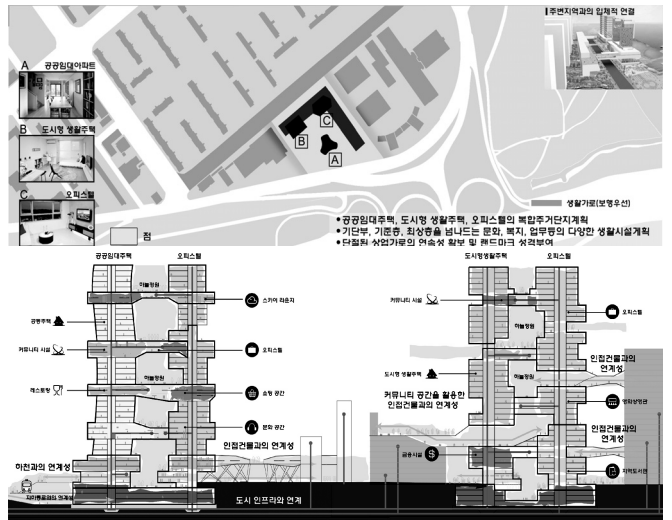 주변지역과의 입체적 연결
A 공공임대아파트
B 도시형 생활주택
C 오피스텔
C
B
A
점
생활가로(보행우선)
•공공임대주택, 도시형 생활주택, 오피스텔의 복합주거단지계획
•기단부, 기준층, 최상층을 넘나드는 문화, 복지, 업무등의 다양한 생활시설계획
•단절된 상업가로의 연속성 확보 및 랜드마크 성격부여
공공임대주택
오피스텔
하늘정원
스카이 라운지
공동주택
커뮤니티 시설
하늘정원
오피스텔
레스토랑
하늘정원
쇼핑 공간
문화 공간
인접건물과의 연계성
하천과의 연계성
자전거도로와의 연계성
도시 인프라와 연계
도시형생활주택
오피스텔
커뮤니티 시설
하늘정원
오피스텔
인접건물과의
연계성
도시형 생활주택
하늘정원
커뮤니티 공간을 활용한
인접건물과의 연계성
영화상영관
인접건물과의
연계성
금융시설
지역도서관